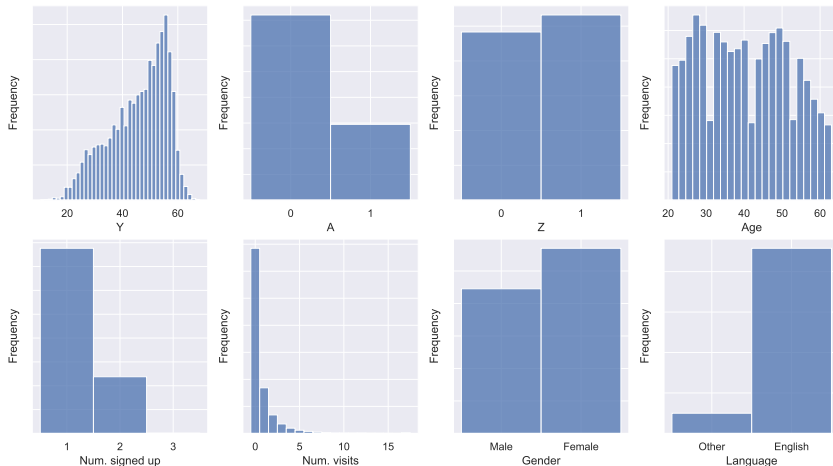 Frequency Frequency Frequency Frequency
20 40 60 0 1 0 1 20 30 40 50 60
Y A Z Age
Frequency Frequency Frequency Frequency
1 2 3 0 5 10 15 Male Female Other English
Num. signed up Num. visits Gender Language